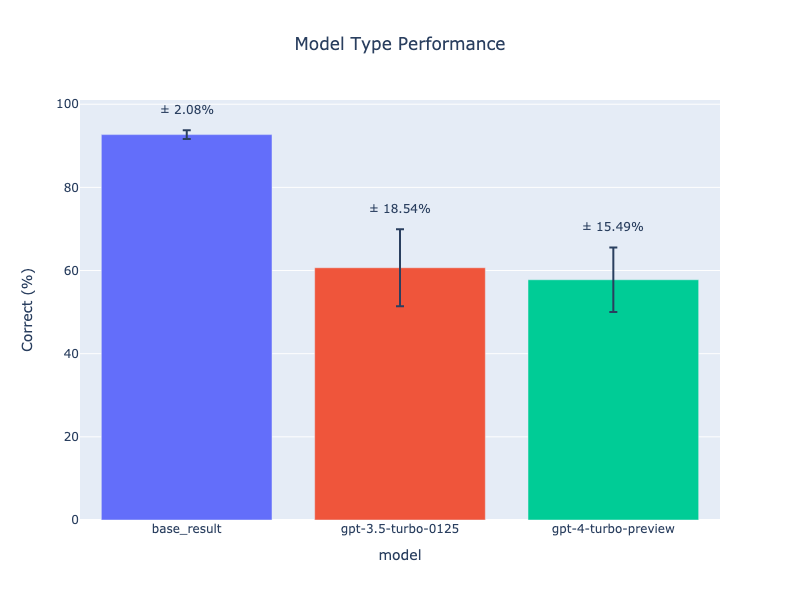 Model Type Performance
Correct (%)
100
80
60
40
20
0
± 2.08%
± 18.54%
± 15.49%
base_result
gpt-3.5-turbo-0125
gpt-4-turbo-preview
model